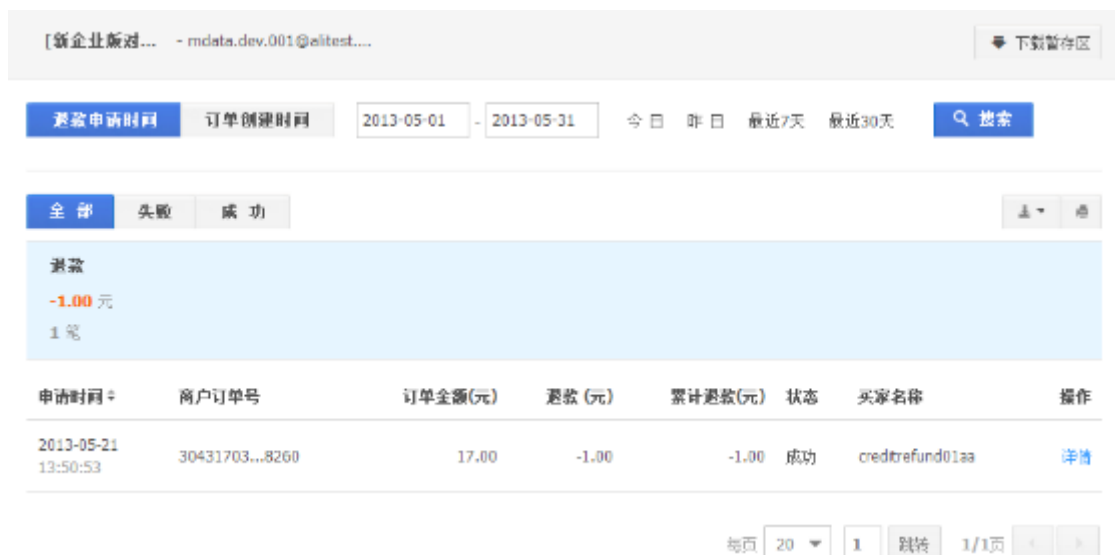 [新企业版对... - mdata.dev.001@alitest.... 下载暂存区
退款申请时间 订单创建时间 2013-05-01 - 2013-05-31 今日 昨日 最近7天 最近30天 搜索
全部 失败 成功
退款
-1.00 元
1 笔
申请时间 商户订单号 订单金额(元) 退款 (元) 累计退款(元) 状态 买家名称 操作
2013-05-21
13:50:53 30431703...8260 17.00 -1.00 -1.00 成功 creditrefund01aa 详情
每页 20 1 跳转 1/1页